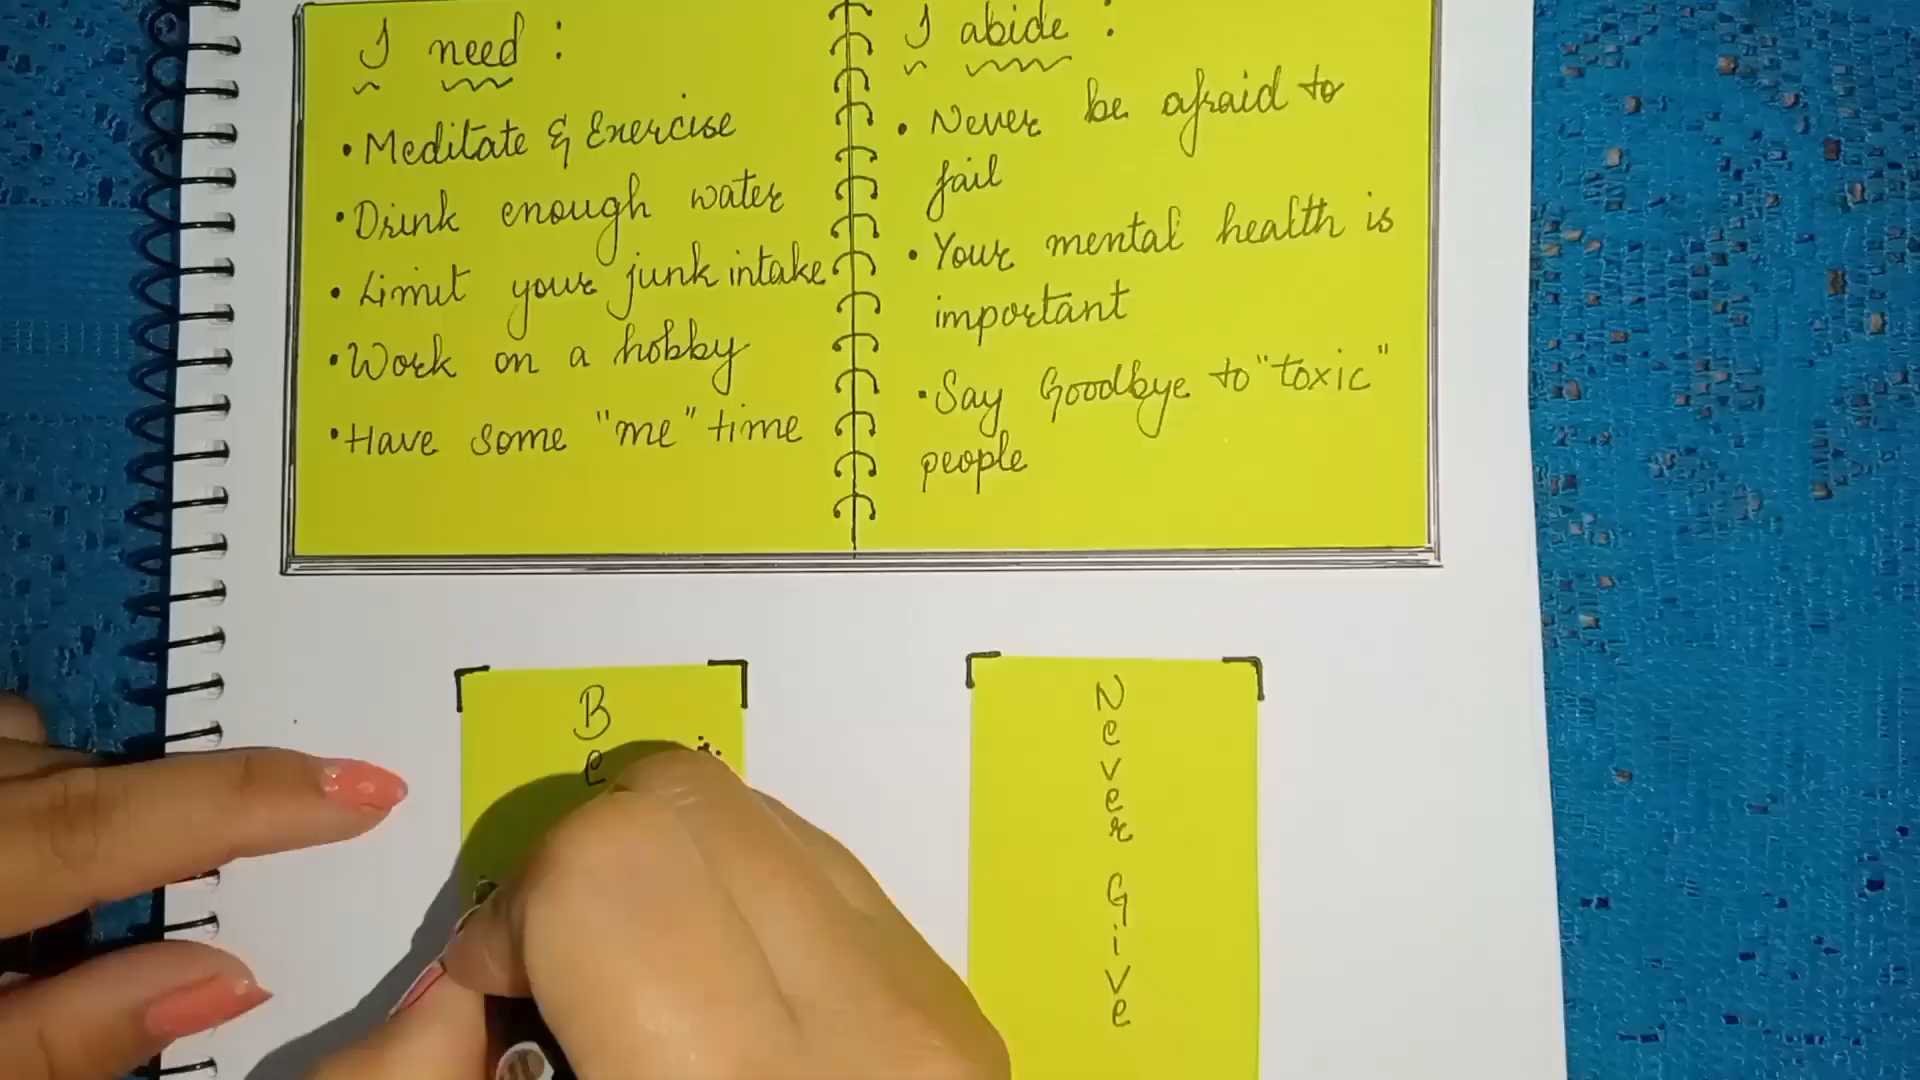 I need :
• Meditate & Exercise
• Drink enough water
• Limit your junk intake
• Work on a hobby
• Have some "me" time
I abide :
• Never be afraid to
fail
• Your mental health is
important
• Say Goodbye to "toxic"
people
B
e
N
e
v
e
r
G
i
v
e